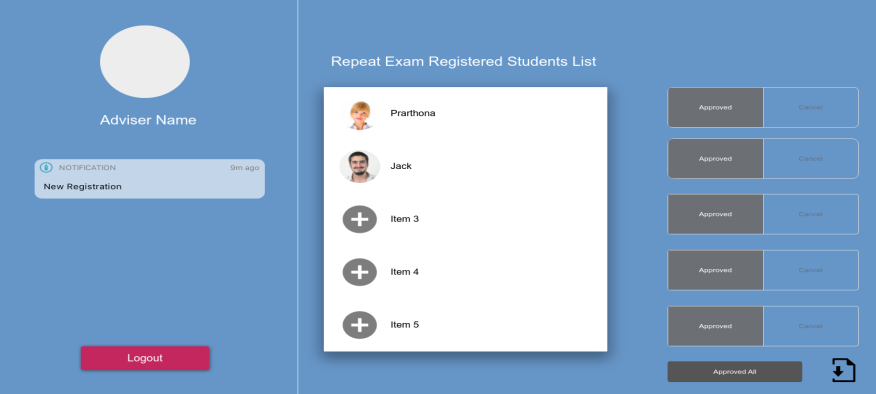 Adviser Name
NOTIFICATION 9m ago
New Registration
Logout
Repeat Exam Registered Students List
Prarthona
Jack
Item 3
Item 4
Item 5
Approved Cancel
Approved Cancel
Approved Cancel
Approved Cancel
Approved Cancel
Approved All